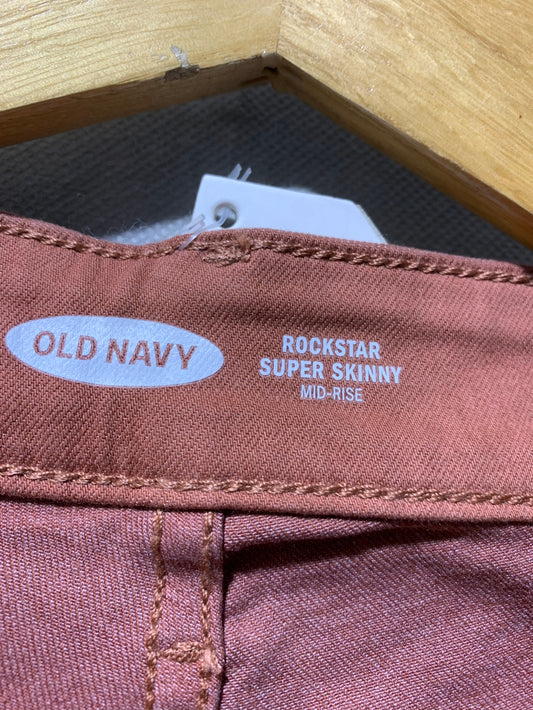 OLD NAVY
ROCKSTAR
SUPER SKINNY
MID-RISE